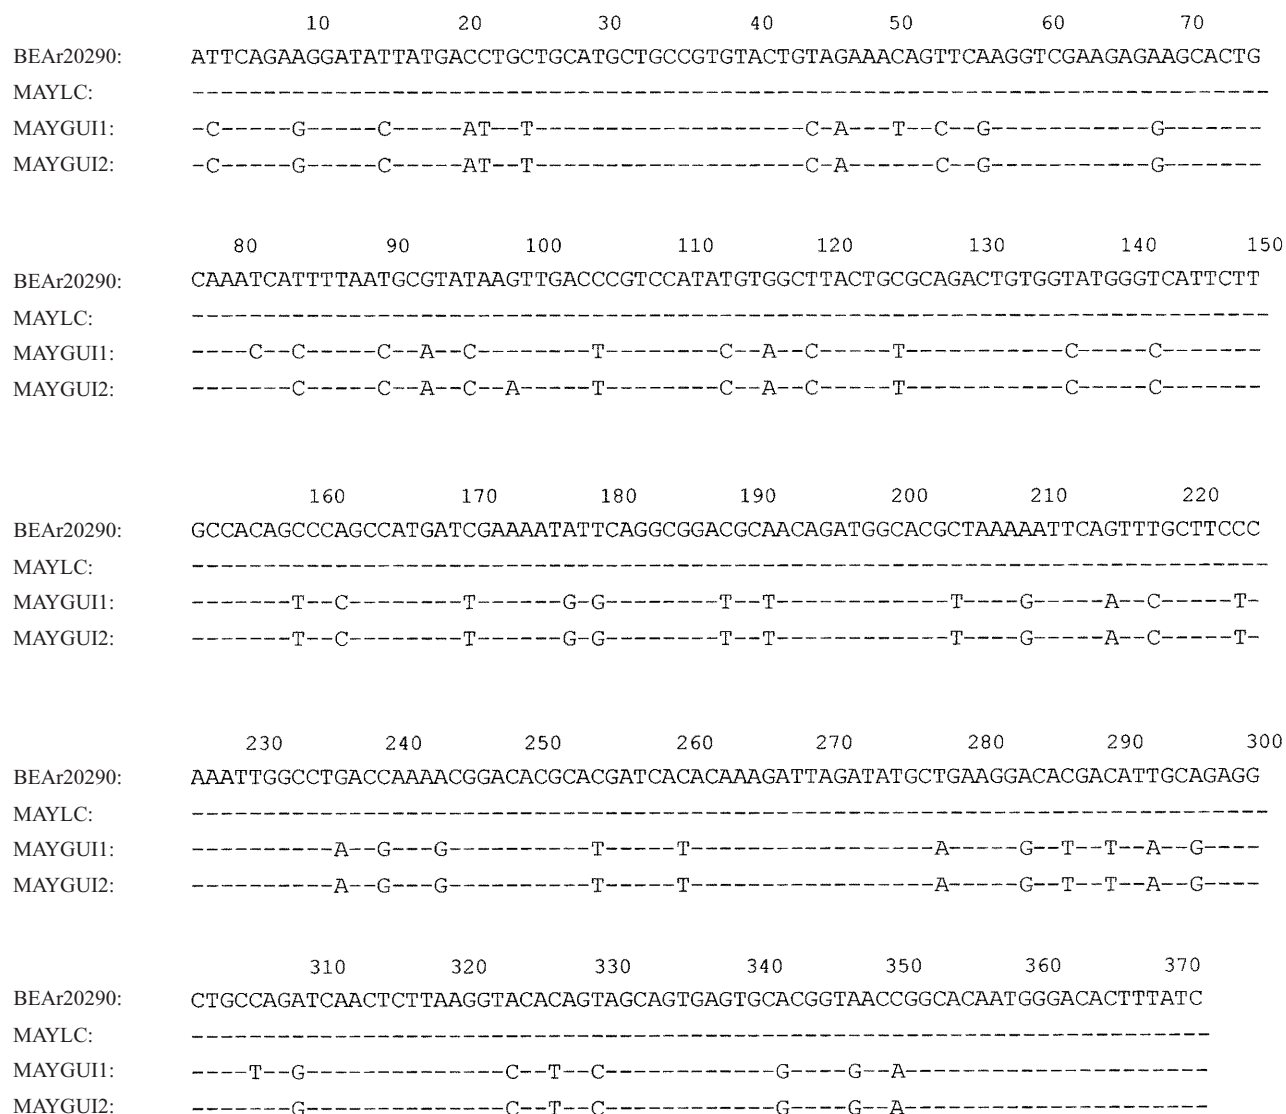 10 20 30 40 50 60 70
BEAr20290: ATTCAGAAGGATATTATGACCTGCTGCATGCTGCCGTGTACTGTAGAAACAGTTCAAGGTCGAAGAGAAGCACTG
MAYLC: ---------------------------------------------------------------------------
MAYGUI1: -C-----G-----C-----AT--T-------------------C-A---T--C--G-----------G-------
MAYGUI2: -C-----G-----C-----AT--T-------------------C-A------C--G-----------G-------
80 90 100 110 120 130 140 150
BEAr20290: CAAATCATTTTAATGCGTATAAGTTGACCCGTCCATATGTGGCTTACTGCGCAGACTGTGGTATGGGTCATTCTT
MAYLC: ---------------------------------------------------------------------------
MAYGUI1: ----C--C-----C--A--C--------T--------C--A--C-----T-----------C-----C-------
MAYGUI2: -------C-----C--A--C--A-----T--------C--A--C-----T-----------C-----C-------
160 170 180 190 200 210 220
BEAr20290: GCCACAGCCCAGCCATGATCGAAAATATTCAGGCGGACGCAACAGATGGCACGCTAAAAATTCAGTTTGCTTCCC
MAYLC: ---------------------------------------------------------------------------
MAYGUI1: -------T--C--------T------G-G--------T--T------------T----G-----A--C-----T-
MAYGUI2: -------T--C--------T------G-G--------T--T------------T----G-----A--C-----T-
230 240 250 260 270 280 290 300
BEAr20290: AAATTGGCCTGACCAAAACGGACACGCACGATCACACAAAGATTAGATATGCTGAAGGACACGACATTGCAGAGG
MAYLC: ---------------------------------------------------------------------------
MAYGUI1: ----------A--G---G----------T-----T-----------------A-----G--T--T--A--G----
MAYGUI2: ----------A--G---G----------T-----T-----------------A-----G--T--T--A--G----
310 320 330 340 350 360 370
BEAr20290: CTGCCAGATCAACTCTTAAGGTACACAGTAGCAGTGAGTGCACGGTAACCGGCACAATGGGACACTTTATC
MAYLC: -----------------------------------------------------------------------
MAYGUI1: ----T--G--------------C--T--C------------G----G--A---------------------
MAYGUI2: -------G--------------C--T--C------------G----G--A---------------------